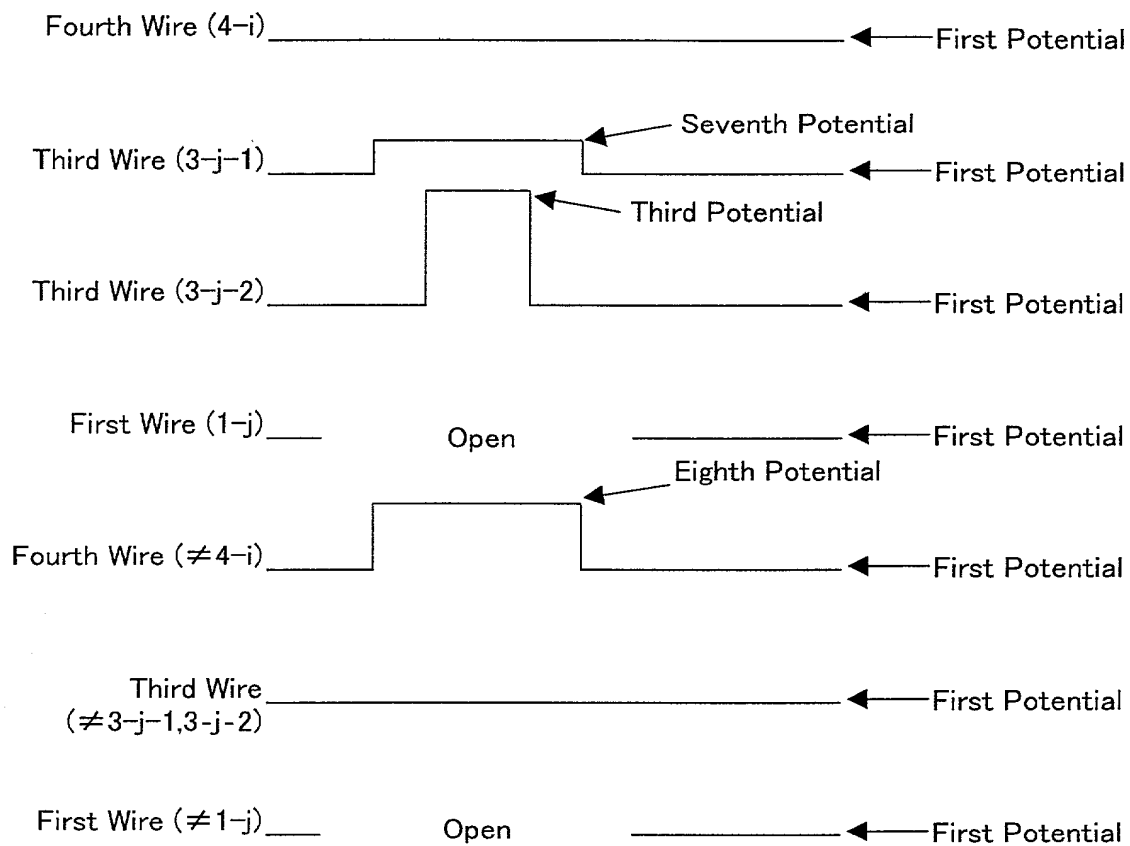 Fourth Wire (4-i)
First Potential
Seventh Potential
Third Wire (3-j-1)
First Potential
Third Potential
Third Wire (3-j-2)
First Potential
First Wire (1-j)
Open
First Potential
Eighth Potential
Fourth Wire (≠4-i)
First Potential
Third Wire
(≠3-j-1,3-j-2)
First Potential
First Wire (≠1-j)
Open
First Potential